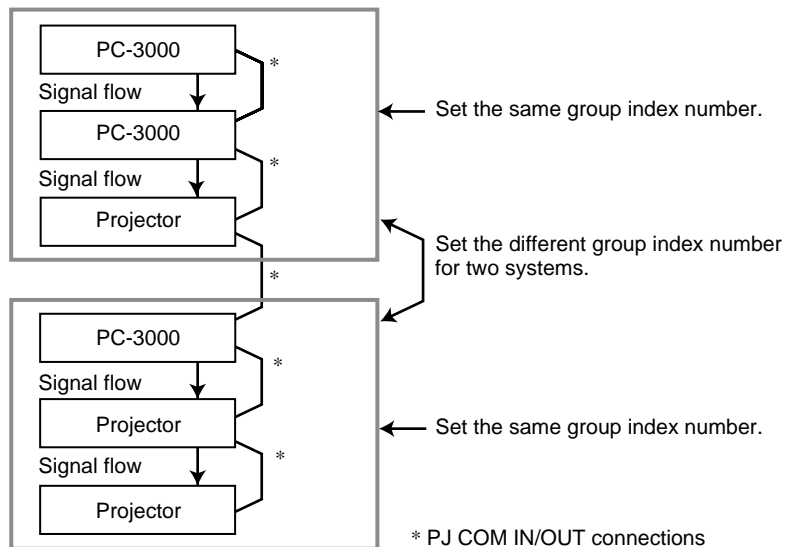 PC-3000
*
Signal flow
Set the same group index number.
PC-3000
*
Signal flow
Projector
Set the different group index number
for two systems.
*
PC-3000
*
Signal flow
Projector
Set the same group index number.
*
Signal flow
Projector
* PJ COM IN/OUT connections